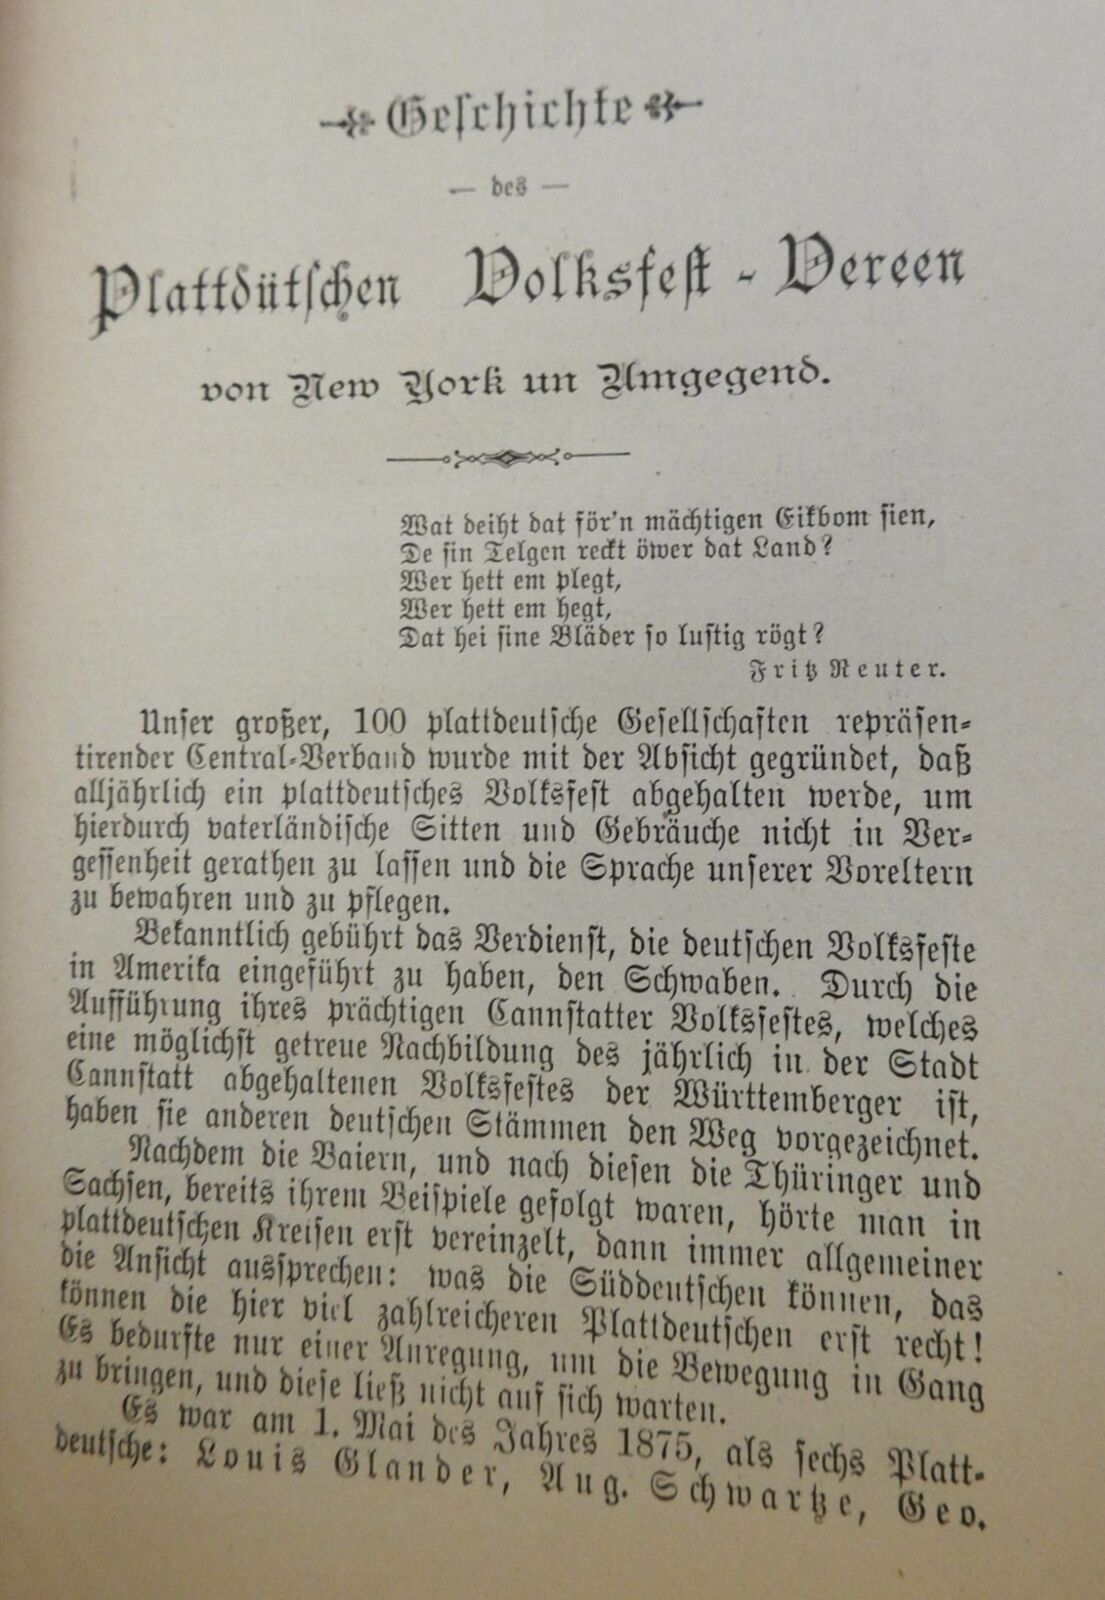 Geschichte
— des —
Plattdütschen Volksfest - Vereen
von New York un Umgegend.
Wat deiht dat för'n mächtigen Eikbom sien,
De sin Telgen reckt öwer dat Land?
Wer hett em plegt,
Wer hett em hegt,
Dat hei sine Bläder so lustig rögt?
Fritz Reuter.
Unser großer, 100 plattdeutsche Gesellschaften repräsen-
tirender Central-Verband wurde mit der Absicht gegründet, daß
alljährlich ein plattdeutsches Volksfest abgehalten werde, um
hierdurch vaterländische Sitten und Gebräuche nicht in Ver-
gessenheit gerathen zu lassen und die Sprache unserer Voreltern
zu bewahren und zu pflegen.
Bekanntlich gebührt das Verdienst, die deutschen Volksfeste
in Amerika eingeführt zu haben, den Schwaben. Durch die
Aufführung ihres prächtigen Cannstatter Volksfestes, welches
eine möglichst getreue Nachbildung des jährlich in der Stadt
Cannstatt abgehaltenen Volksfestes der Württemberger ist,
haben sie anderen deutschen Stämmen den Weg vorgezeichnet.
Nachdem die Baiern, und nach diesen die Thüringer und
Sachsen, bereits ihrem Beispiele gefolgt waren, hörte man in
plattdeutschen Kreisen erst vereinzelt, dann immer allgemeiner
die Ansicht aussprechen: was die Süddeutschen können, das
können die hier viel zahlreicheren Plattdeutschen erst recht!
Es bedurfte nur einer Anregung, um die Bewegung in Gang
zu bringen, und diese ließ nicht auf sich warten.
Es war am 1. Mai des Jahres 1875, als sechs Platt-
deutsche: Louis Glander, Aug. Schwartze, Geo.